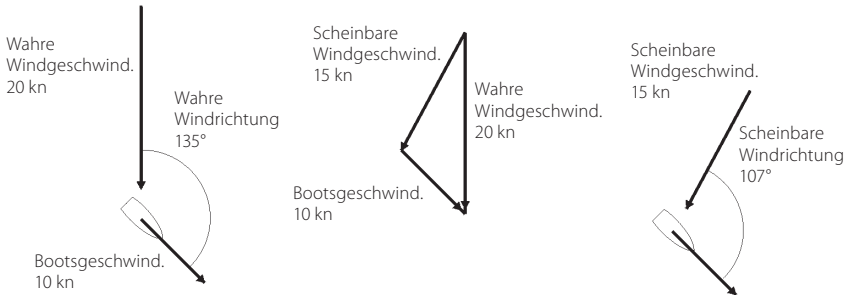 Wahre
Windgeschwind.
20 kn
Wahre
Windrichtung
135°
Bootsgeschwind.
10 kn
Scheinbare
Windgeschwind.
15 kn
Wahre
Windgeschwind.
20 kn
Bootsgeschwind.
10 kn
Scheinbare
Windgeschwind.
15 kn
Scheinbare
Windrichtung
107°